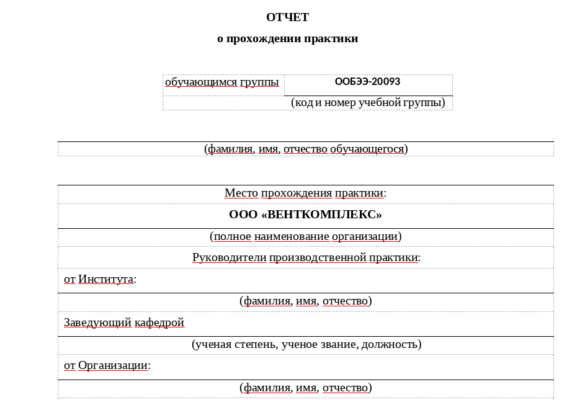 ОТЧЕТ
о прохождении практики
обучающимся группы ООБЭЭ-20093
(код и номер учебной группы)
(фамилия, имя, отчество обучающегося)
Место прохождения практики:
ООО «ВЕНТКОМПЛЕКС»
(полное наименование организации)
Руководители производственной практики:
от Института:
(фамилия, имя, отчество)
Заведующий кафедрой
(ученая степень, ученое звание, должность)
от Организации:
(фамилия, имя, отчество)